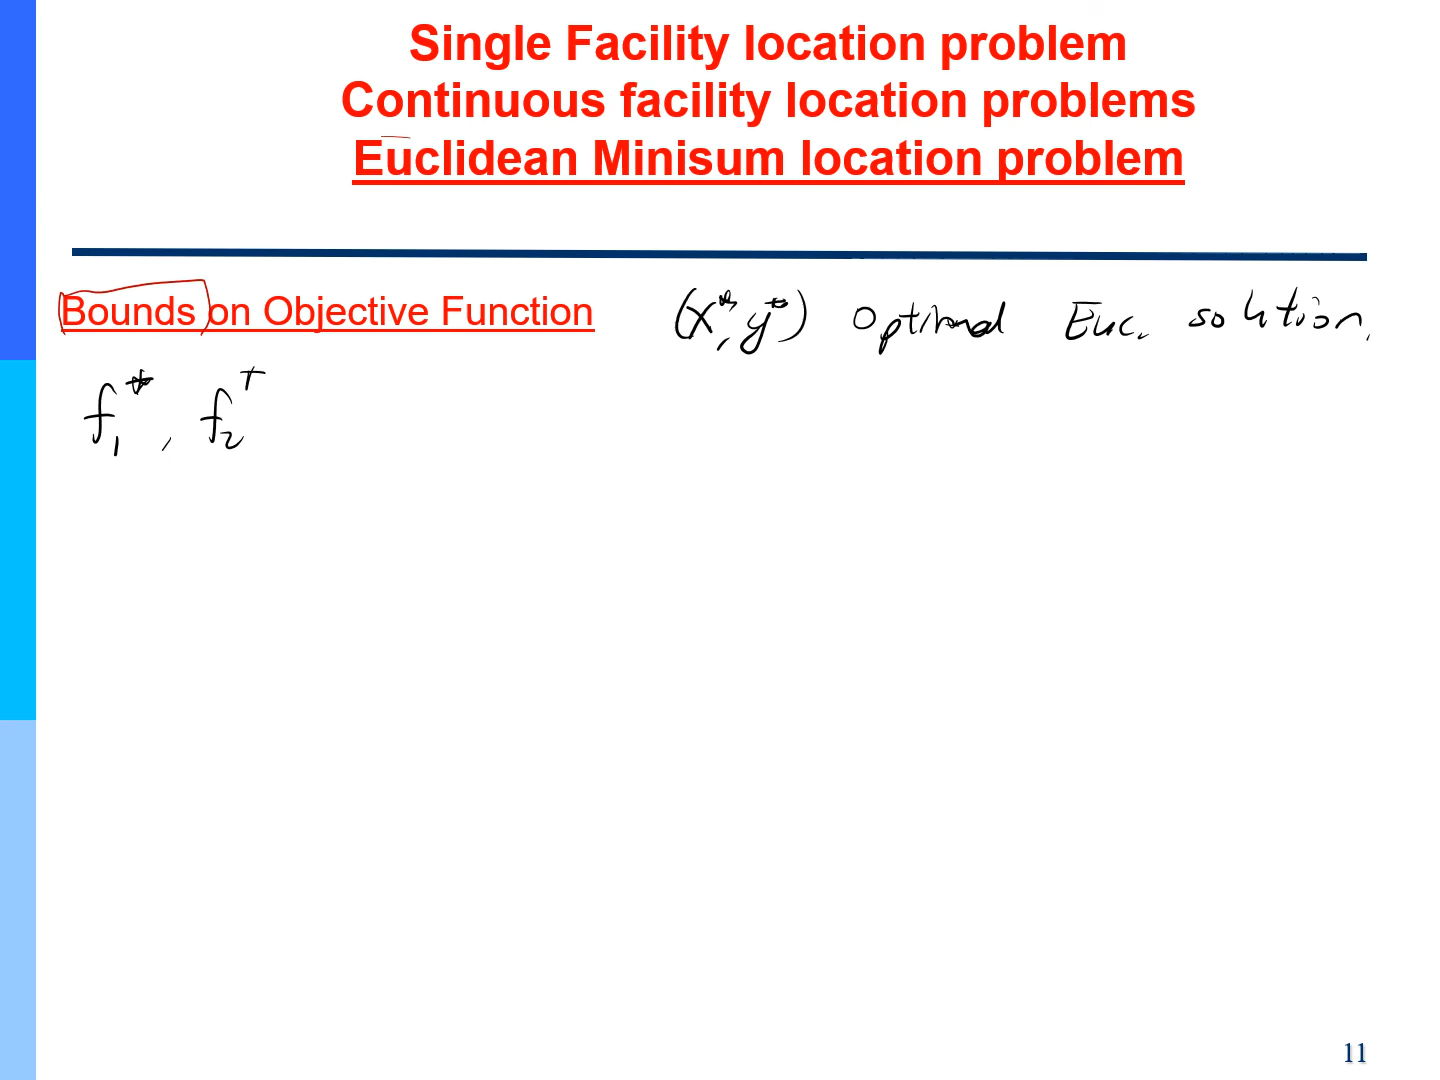 Single Facility location problem
Continuous facility location problems
Euclidean Minisum location problem
Bounds on Objective Function (x*, y*) optimal Euc. solution.
f₁*, f₂*
11